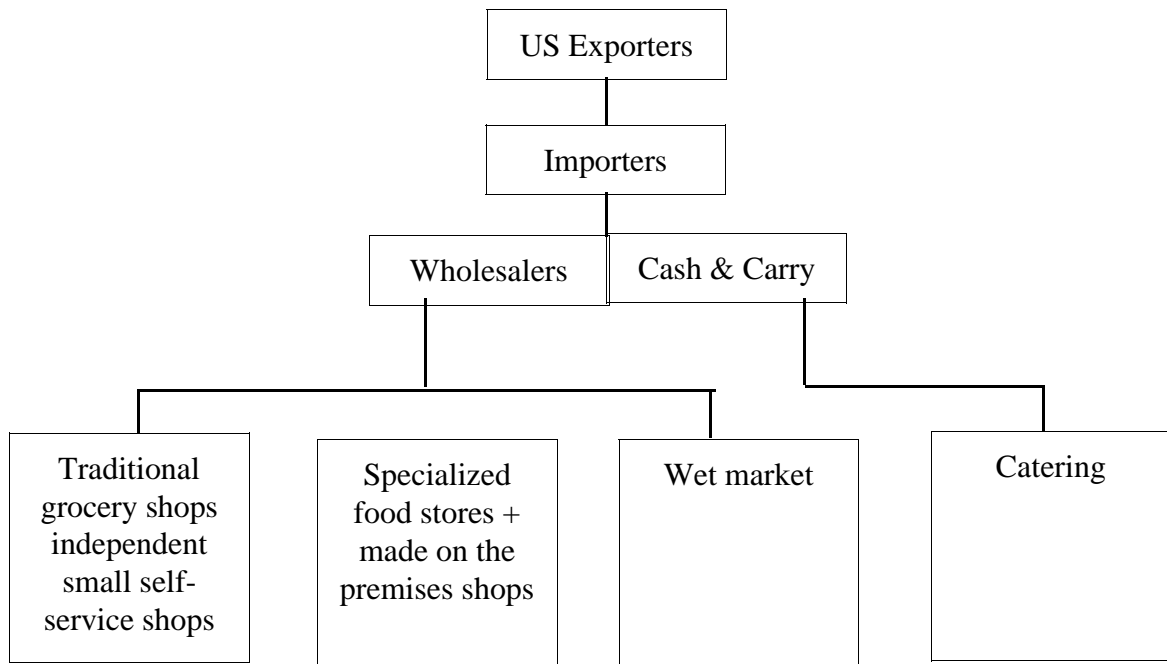 US Exporters
Importers
Wholesalers
Cash & Carry
Traditional
grocery shops
independent
small self-
service shops
Specialized
food stores +
made on the
premises shops
Wet market
Catering